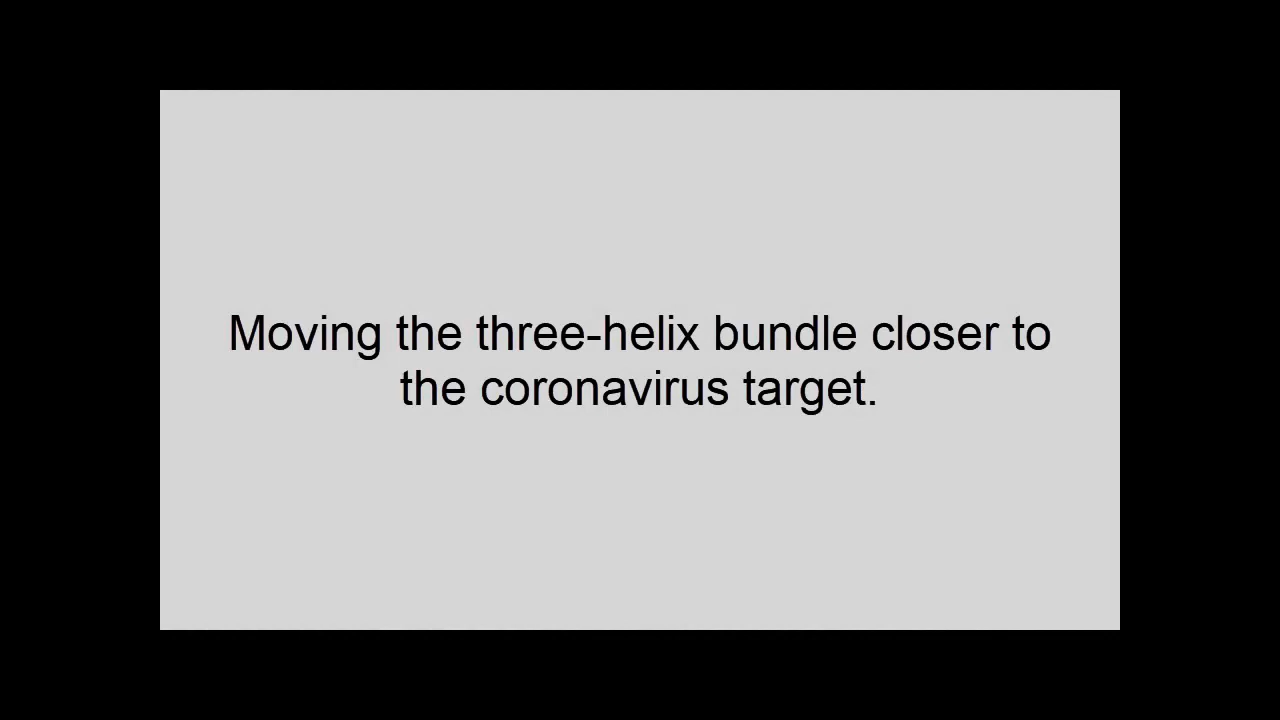 Moving the three-helix bundle closer to
the coronavirus target.